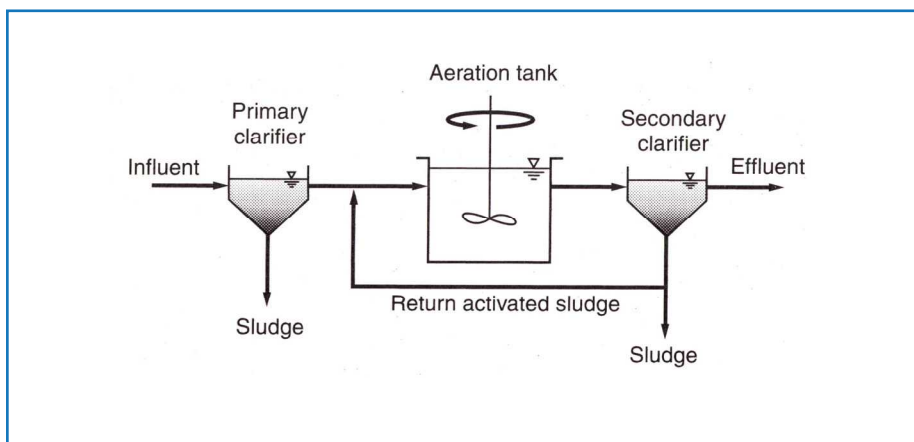 Aeration tank
Primary
clarifier
Secondary
clarifier
Influent
Effluent
Return activated sludge
Sludge
Sludge